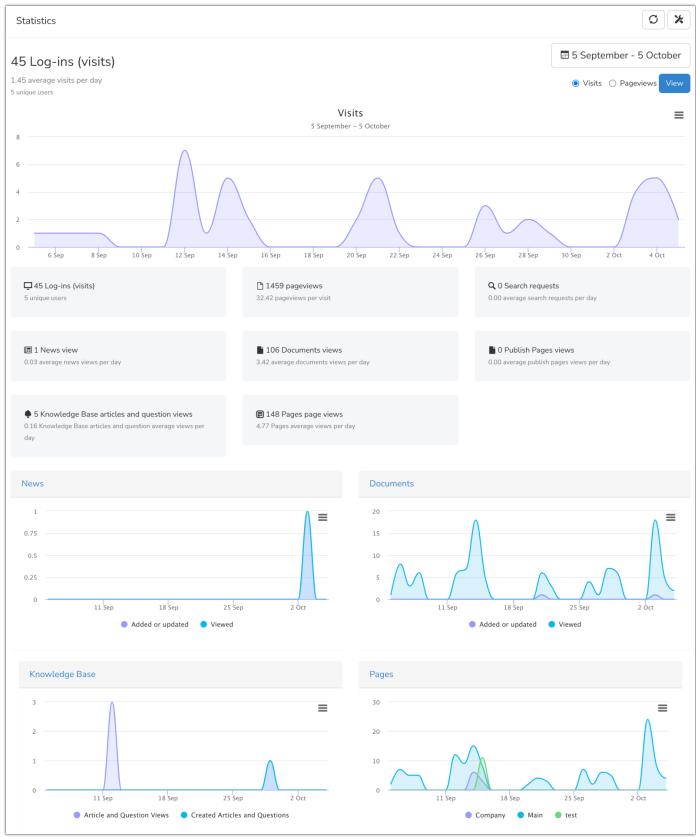 Statistics
45 Log-ins (visits)
5 September - 5 October
1.45 average visits per day
5 unique users
Visits Pageviews View
Visits
5 September – 5 October
8
6
4
2
0
6 Sep 8 Sep 10 Sep 12 Sep 14 Sep 16 Sep 18 Sep 20 Sep 22 Sep 24 Sep 26 Sep 28 Sep 30 Sep 2 Oct 4 Oct
45 Log-ins (visits)
5 unique users
1459 pageviews
32.42 pageviews per visit
0 Search requests
0.00 average search requests per day
1 News view
0.03 average news views per day
106 Documents views
3.42 average documents views per day
0 Publish Pages views
0.00 average publish pages views per day
5 Knowledge Base articles and question views
0.16 Knowledge Base articles and question average views per
day
148 Pages page views
4.77 Pages average views per day
News
1
0.75
0.5
0.25
0
11 Sep 18 Sep 25 Sep 2 Oct
Added or updated Viewed
Documents
20
15
10
5
0
11 Sep 18 Sep 25 Sep 2 Oct
Added or updated Viewed
Knowledge Base
3
2
1
0
11 Sep 18 Sep 25 Sep 2 Oct
Article and Question Views Created Articles and Questions
Pages
30
20
10
0
11 Sep 18 Sep 25 Sep 2 Oct
Company Main test